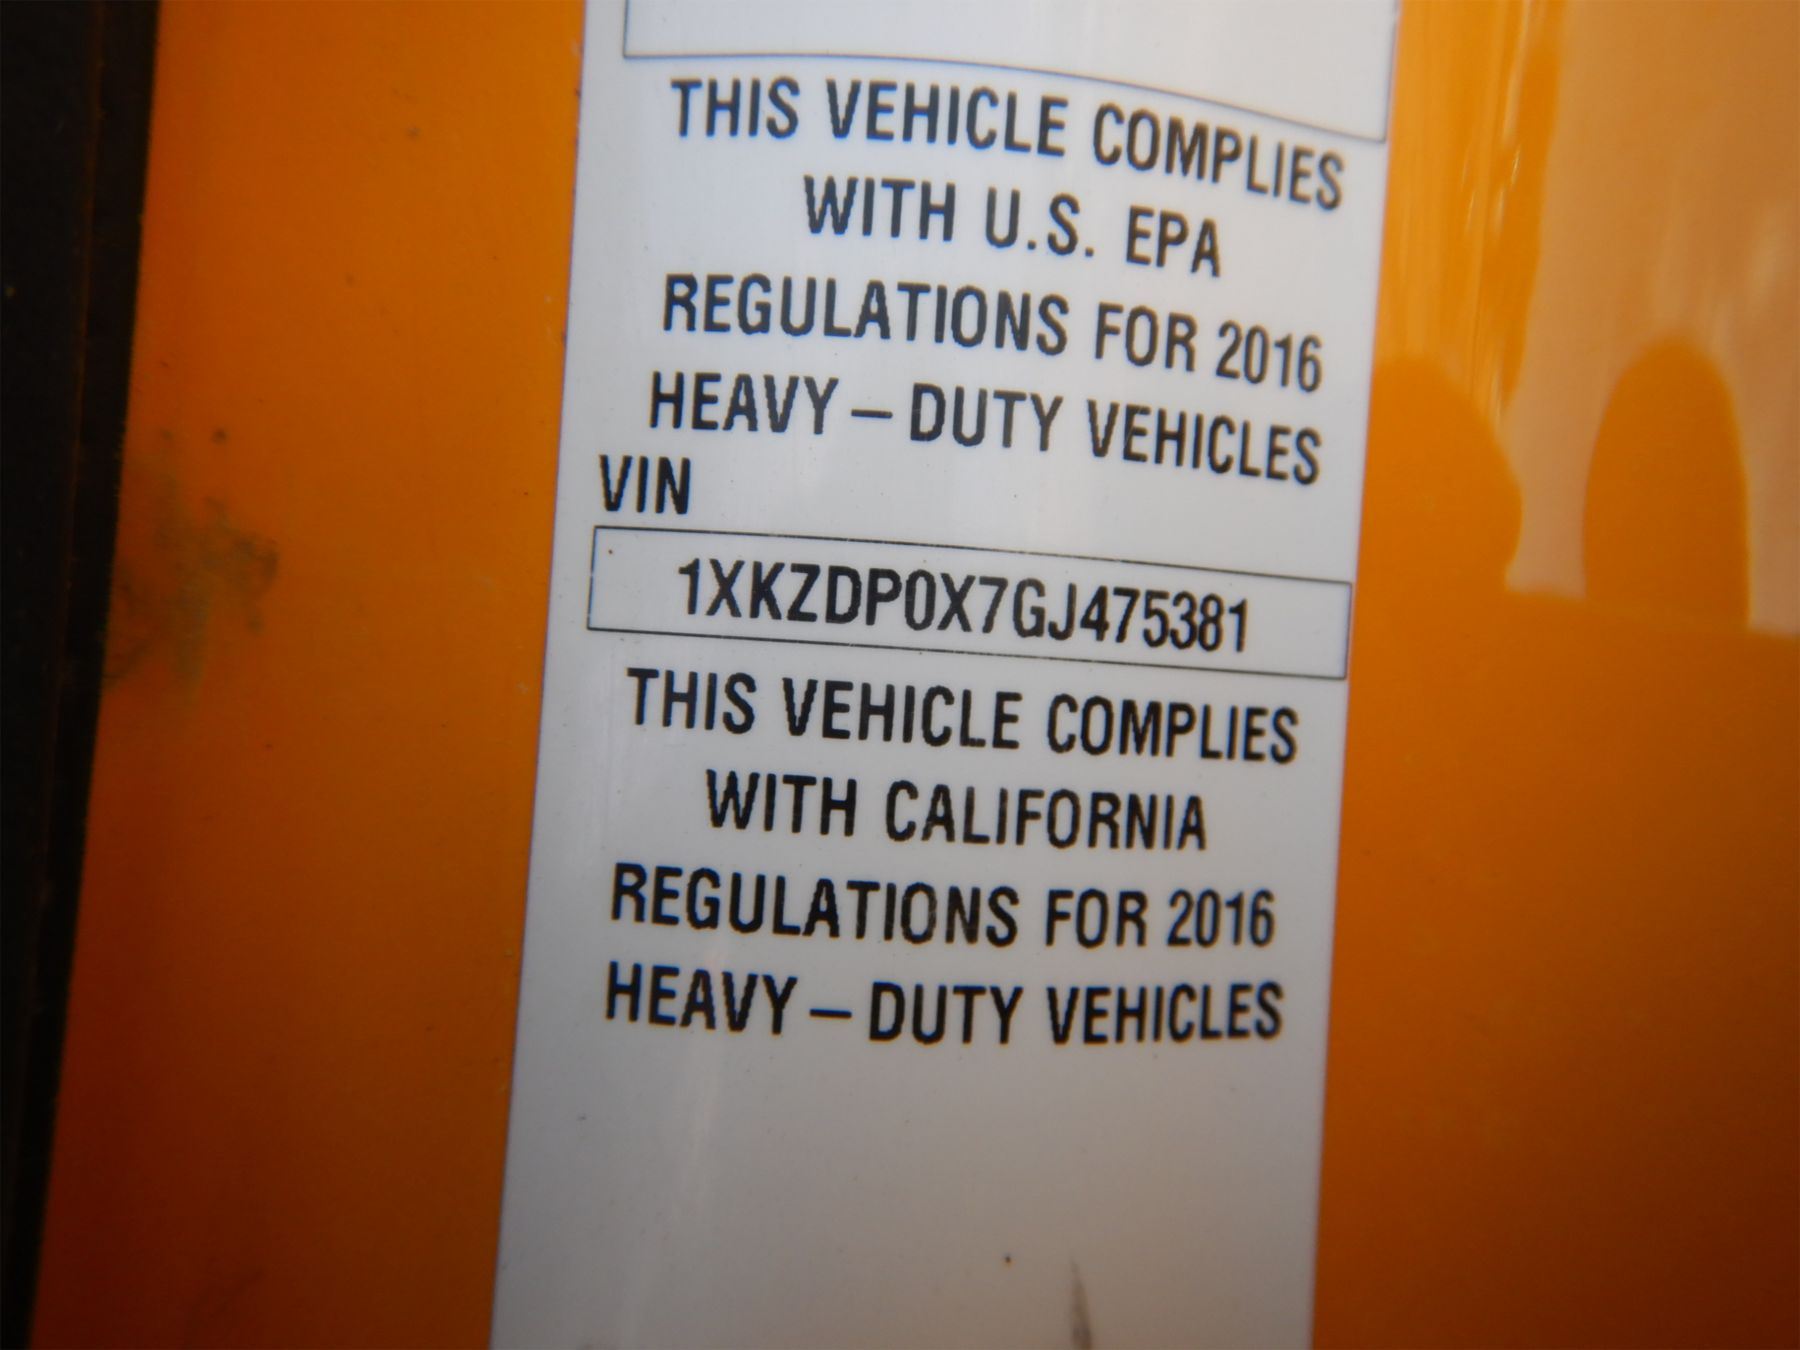 THIS VEHICLE COMPLIES
WITH U.S. EPA
REGULATIONS FOR 2016
HEAVY – DUTY VEHICLES
VIN
1XKZDP0X7GJ475381
THIS VEHICLE COMPLIES
WITH CALIFORNIA
REGULATIONS FOR 2016
HEAVY – DUTY VEHICLES